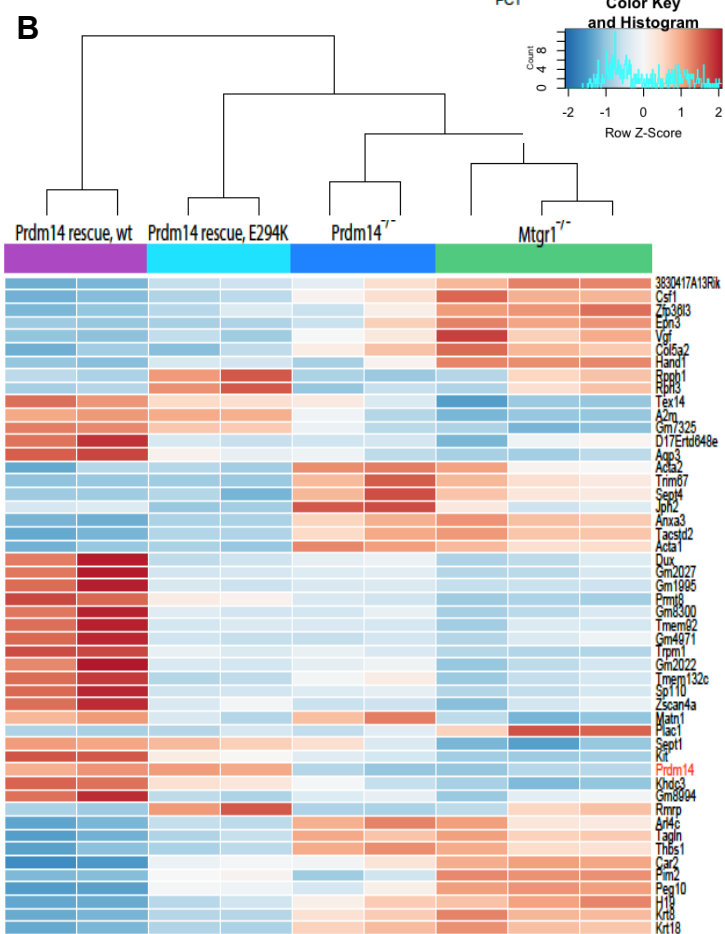 PC1
B
Color Key
and Histogram
Count
0 4 8
-2 -1 0 1 2
Row Z-Score
Prdm14 rescue, wt Prdm14 rescue, E294K Prdm14-/- Mtgr1-/-
3830417A13Rik
Csf1
Zfp36l3
Epn3
Vgf
Col5a2
Hand1
Rpph1
Rpn3
Tex14
A2m
Gm7325
D17Ertd648e
Aqp3
Acta2
Trim67
Sept4
Jph2
Anxa3
Tacstd2
Acta1
Dux
Gm2027
Gm1995
Prmt8
Gm8300
Tmem92
Gm4971
Trpm1
Gm2022
Tmem132c
Sp110
Zscan4a
Matn1
Plac1
Sept1
Kit
Prdm14
Khdc3
Gm8994
Rmrp
Arl4c
Tagln
Thbs1
Car2
Pim2
Peg10
H19
Krt8
Krt18